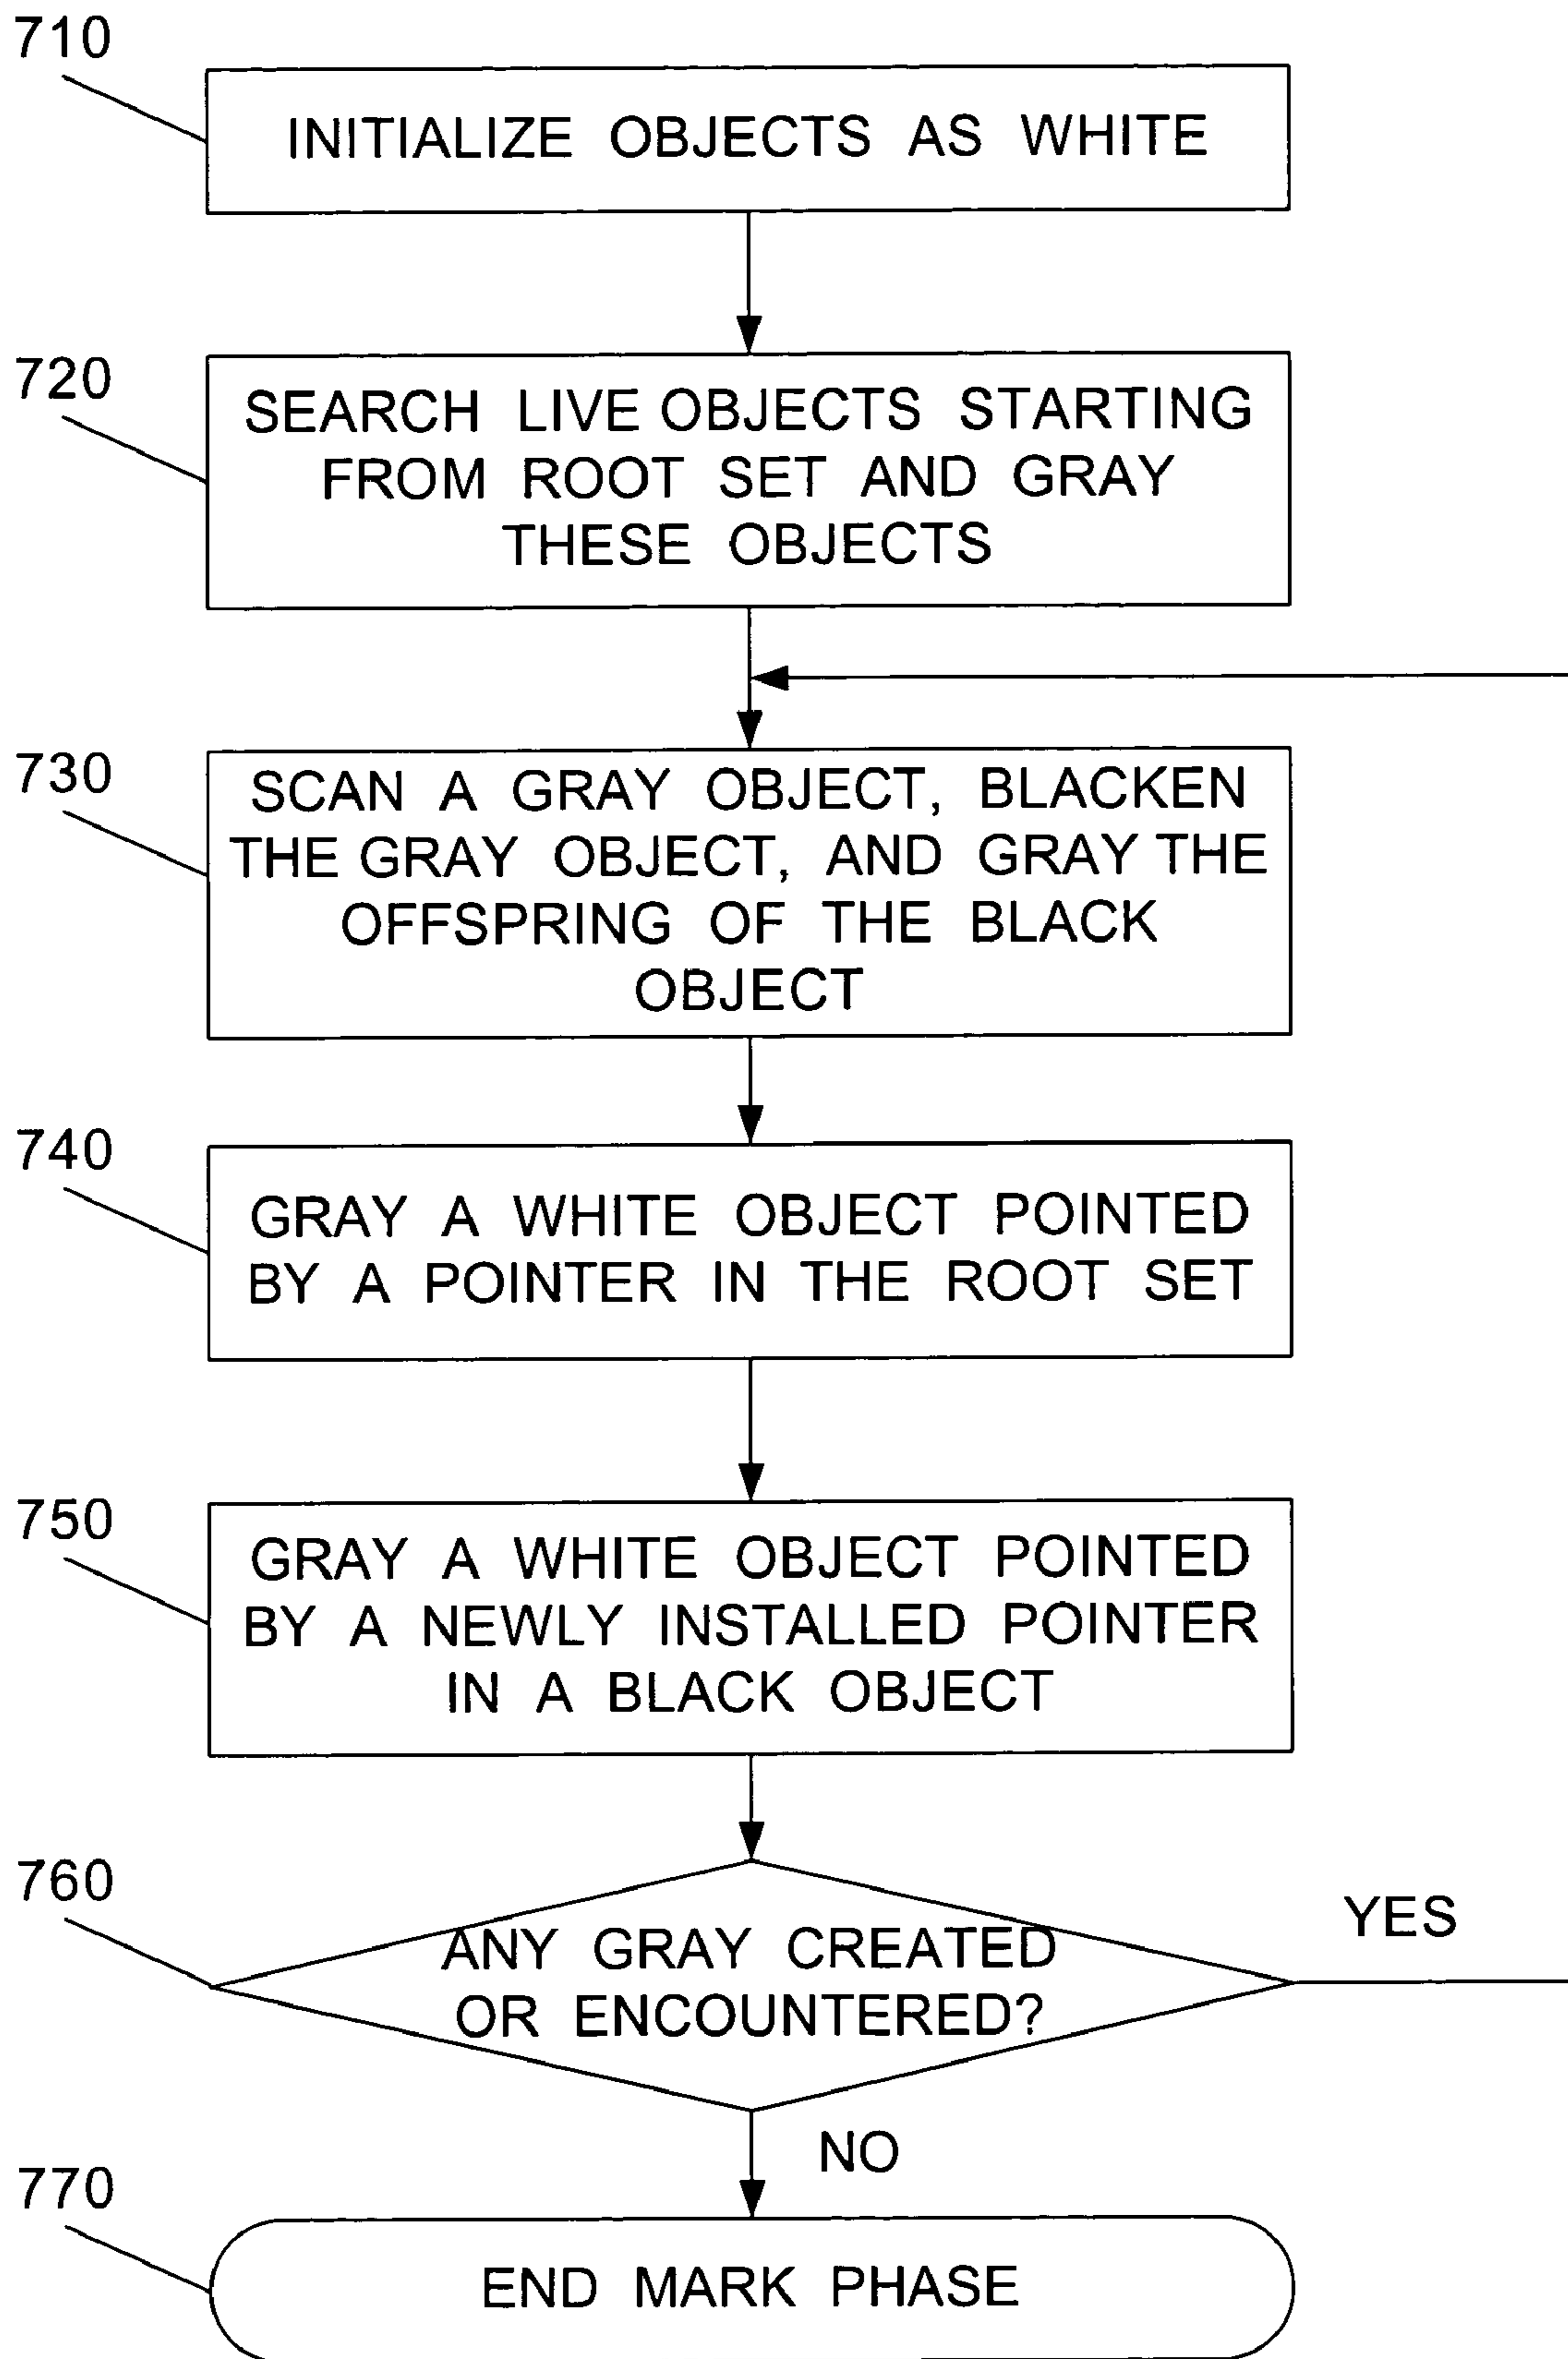 710
INITIALIZE OBJECTS AS WHITE
720
SEARCH LIVE OBJECTS STARTING
FROM ROOT SET AND GRAY
THESE OBJECTS
730
SCAN A GRAY OBJECT, BLACKEN
THE GRAY OBJECT, AND GRAY THE
OFFSPRING OF THE BLACK
OBJECT
740
GRAY A WHITE OBJECT POINTED
BY A POINTER IN THE ROOT SET
750
GRAY A WHITE OBJECT POINTED
BY A NEWLY INSTALLED POINTER
IN A BLACK OBJECT
760
ANY GRAY CREATED
OR ENCOUNTERED?
YES
NO
770
END MARK PHASE